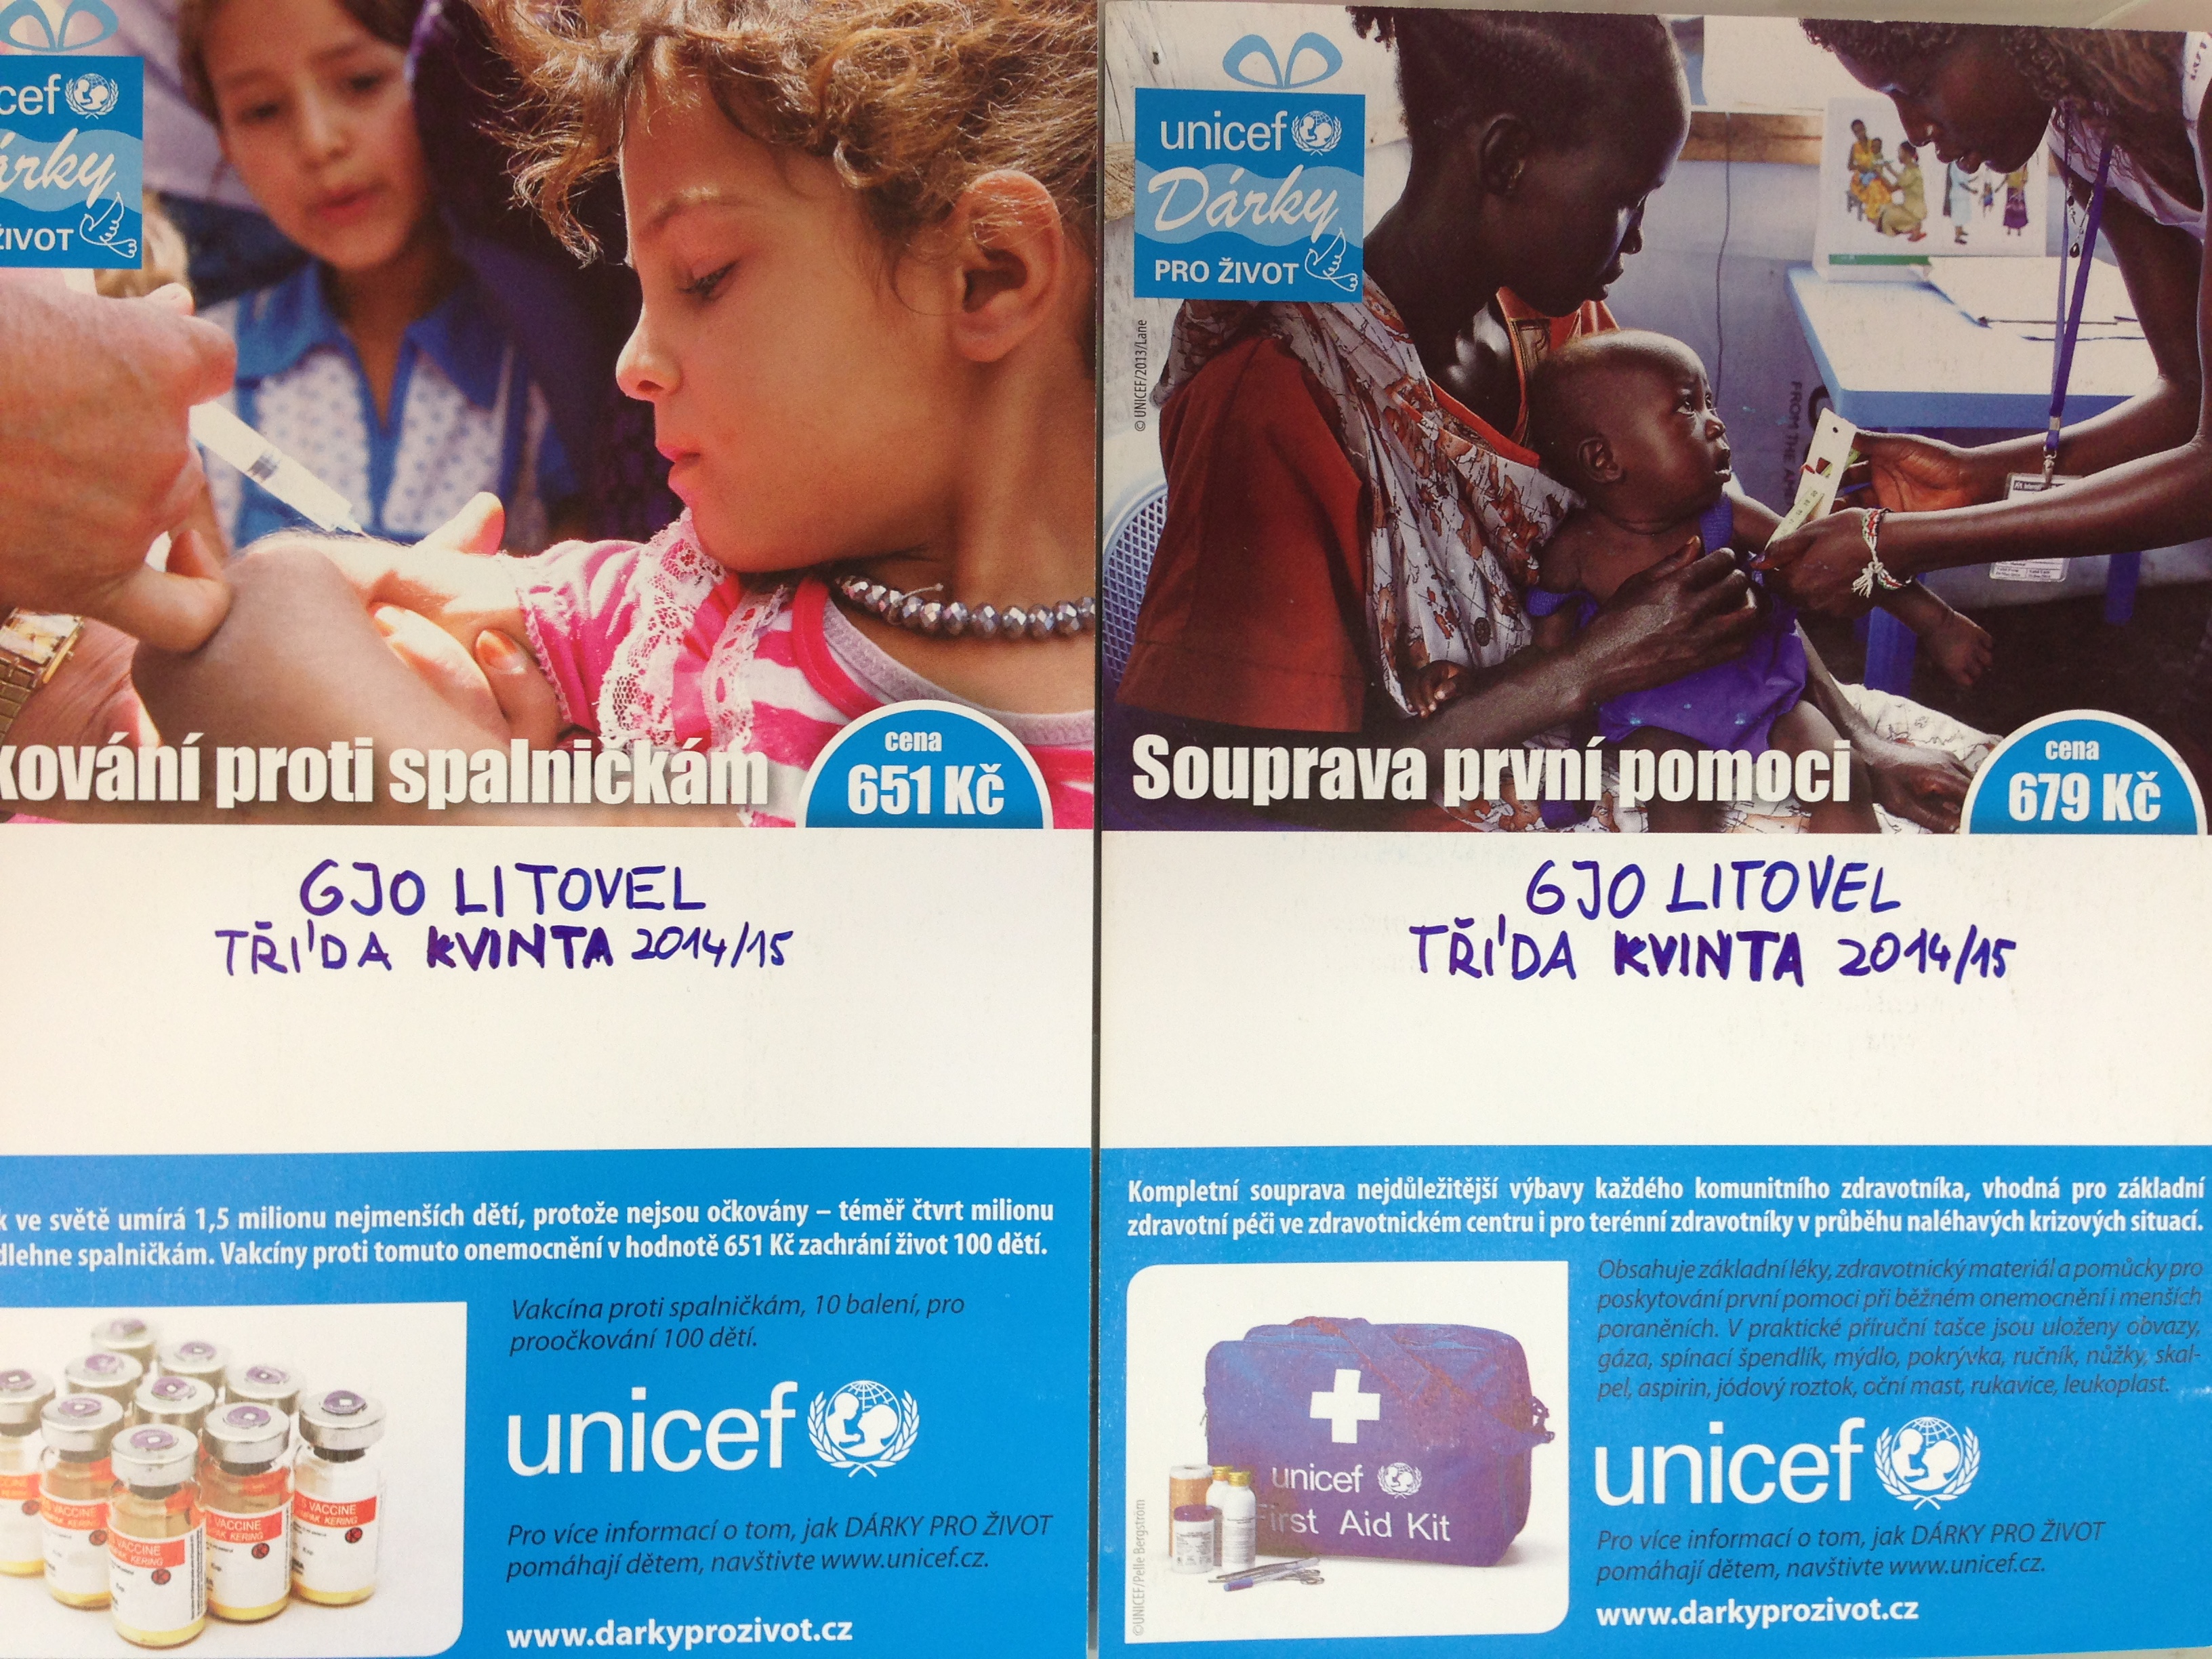 cef
árky
ŽIVOT
kování proti spalničkám
cena
651 Kč
GJO LITOVEL
TŘÍDA KVINTA 2014/15
k ve světě umírá 1,5 milionu nejmenších dětí, protože nejsou očkovány – téměř čtvrt milionu
dlehne spalničkám. Vakcíny proti tomuto onemocnění v hodnotě 651 Kč zachrání život 100 dětí.
Vakcína proti spalničkám, 10 balení, pro
proočkování 100 dětí.
VACCINE
KERING
unicef
Pro více informací o tom, jak DÁRKY PRO ŽIVOT
pomáhají dětem, navštivte www.unicef.cz.
www.darkyprozivot.cz
unicef
Dárky
PRO ŽIVOT
© UNICEF/2013/Lane
FROM THE
Souprava první pomoci
cena
679 Kč
GJO LITOVEL
TŘÍDA KVINTA 2014/15
Kompletní souprava nejdůležitější výbavy každého komunitního zdravotníka, vhodná pro základní
zdravotní péči ve zdravotnickém centru i pro terénní zdravotníky v průběhu naléhavých krizových situací.
Obsahuje základní léky, zdravotnický materiál a pomůcky pro
poskytování první pomoci při běžném onemocnění i menších
poraněních. V praktické příruční tašce jsou uloženy obvazy,
gáza, spínací špendlík, mýdlo, pokrývka, ručník, nůžky, skal-
pel, aspirin, jódový roztok, oční mast, rukavice, leukoplast.
unicef
First Aid Kit
©UNICEF/Pelle Bergström
unicef
Pro více informací o tom, jak DÁRKY PRO ŽIVOT
pomáhají dětem, navštivte www.unicef.cz.
www.darkyprozivot.cz